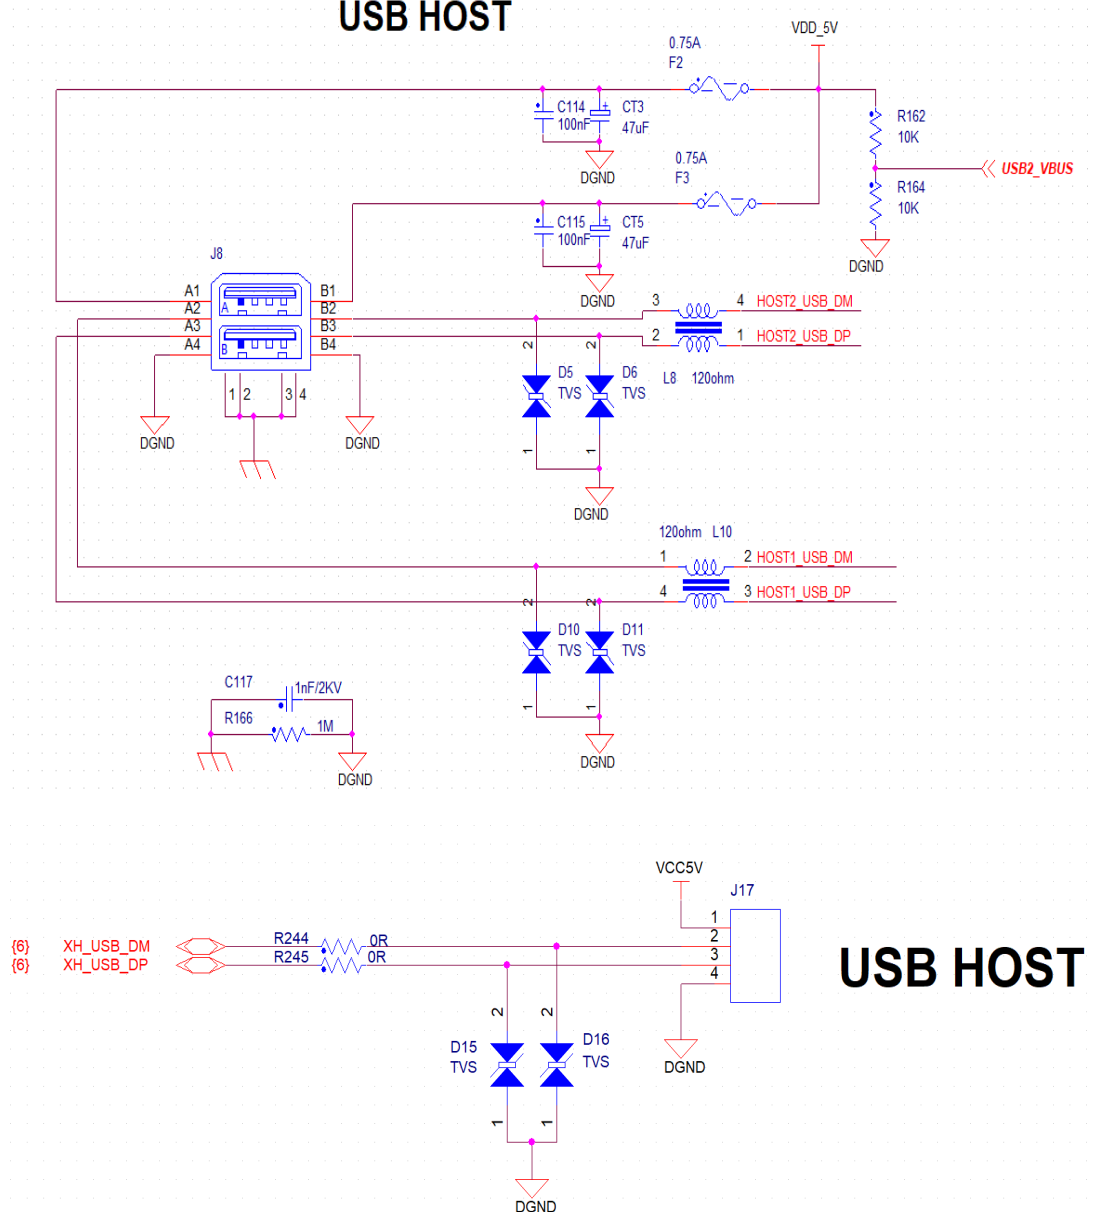 USB HOST
VDD_5V
0.75A
F2
C114
100nF
CT3
47uF
R162
10K
DGND
0.75A
F3
USB2_VBUS
R164
10K
C115
100nF
CT5
47uF
DGND
J8
DGND
A1
A2
A3
A4
A
B
B1
B2
B3
B4
3
4
HOST2_USB_DM
2
1
HOST2_USB_DP
L8
120ohm
1
2
3
4
2
D5
TVS
2
D6
TVS
DGND
DGND
1
1
DGND
120ohm
L10
1
2
HOST1_USB_DM
4
3
HOST1_USB_DP
2
D10
TVS
2
D11
TVS
1
1
DGND
C117
1nF/2KV
R166
1M
DGND
VCC5V
J17
1
2
3
4
{6}
XH_USB_DM
R244
0R
{6}
XH_USB_DP
R245
0R
USB HOST
2
2
D15
TVS
D16
TVS
DGND
1
1
DGND